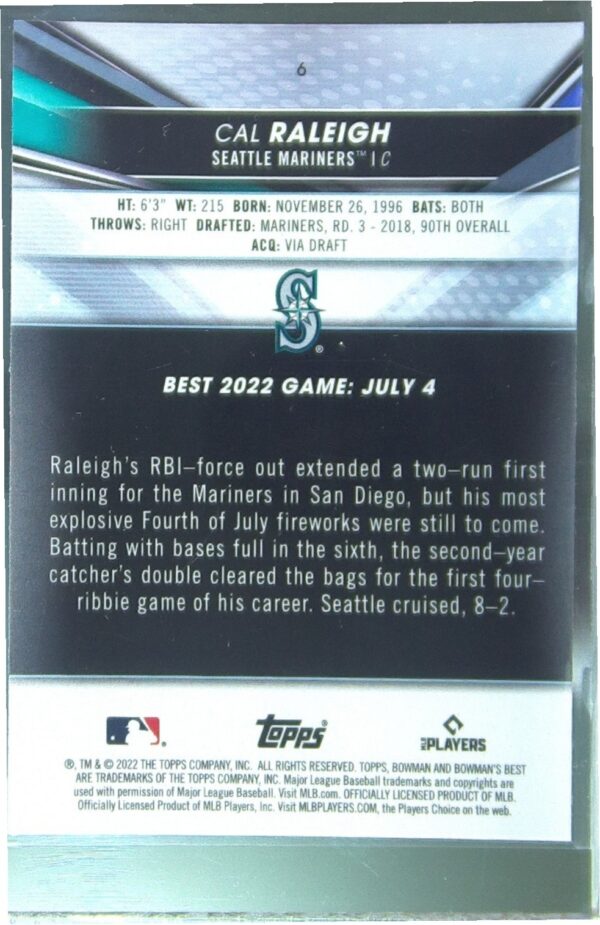 6
CAL RALEIGH
SEATTLE MARINERS™ | C
HT: 6'3" WT: 215 BORN: NOVEMBER 26, 1996 BATS: BOTH
THROWS: RIGHT DRAFTED: MARINERS, RD. 3 - 2018, 90TH OVERALL
ACQ: VIA DRAFT
S®
BEST 2022 GAME: JULY 4
Raleigh's RBI–force out extended a two–run first
inning for the Mariners in San Diego, but his most
explosive Fourth of July fireworks were still to come.
Batting with bases full in the sixth, the second–year
catcher's double cleared the bags for the first four–
ribbie game of his career. Seattle cruised, 8–2.
topps
MLB PLAYERS
®, TM & © 2022 THE TOPPS COMPANY, INC. ALL RIGHTS RESERVED. TOPPS, BOWMAN AND BOWMAN'S BEST
ARE TRADEMARKS OF THE TOPPS COMPANY, INC. Major League Baseball trademarks and copyrights are
used with permission of Major League Baseball. Visit MLB.com. OFFICIALLY LICENSED PRODUCT OF MLB.
Officially Licensed Product of MLB Players, Inc. Visit MLBPLAYERS.COM, the Players Choice on the web.